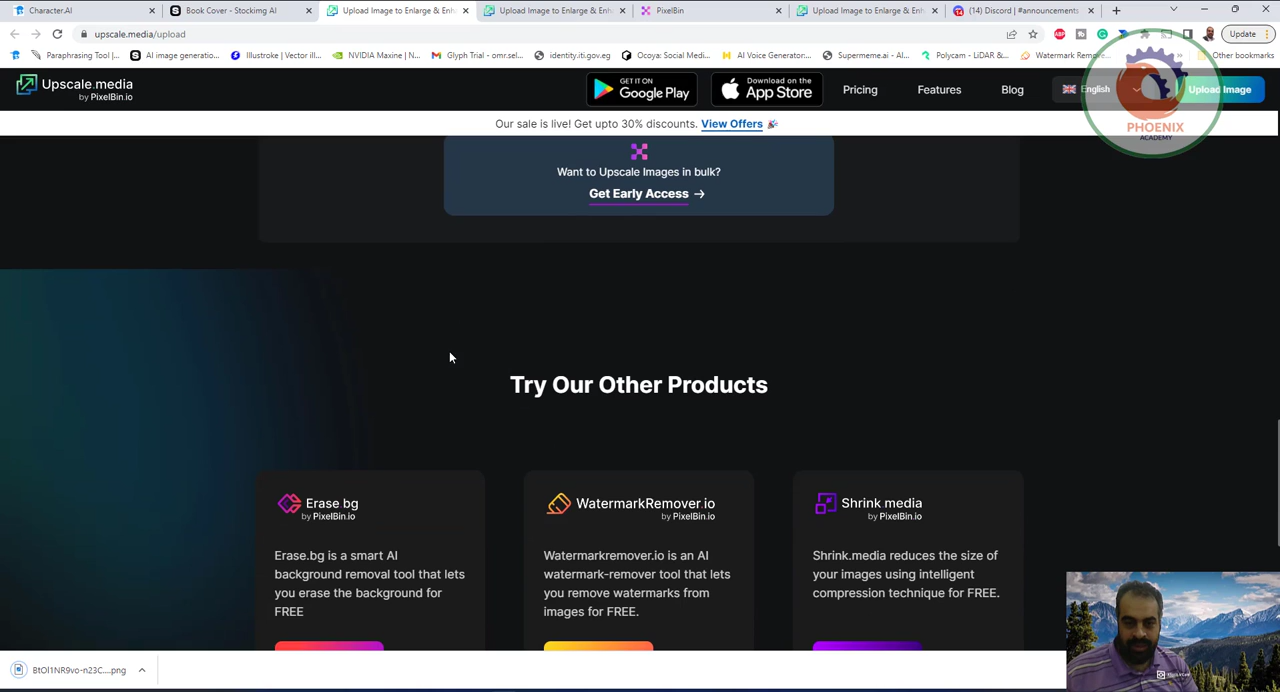 Character.AI
Book Cover - Stockimg AI
Upload Image to Enlarge & Enh
Upload Image to Enlarge & Enh
PixelBin
Upload Image to Enlarge & Enh
(14) Discord | #announcements
upscale.media/upload
Update
Paraphrasing Tool |
AI image generatio...
Illustroke | Vector ill...
NVIDIA Maxine | N...
Glyph Trial - omr.sel...
identity.iti.gov.eg
Ocoya: Social Medi...
AI Voice Generator:...
Supermeme.ai - AI...
Polycam - LiDAR &
Watermark Remove...
Other bookmarks
Upscale.media
by PixelBin.io
GET IT ON
Google Play
Download on the
App Store
Pricing
Features
Blog
English
Upload Image
PHOENIX
ACADEMY
Our sale is live! Get upto 30% discounts. View Offers
Want to Upscale Images in bulk?
Get Early Access →
Try Our Other Products
Erase bg
by PixelBin.io
Erase.bg is a smart AI
background removal tool that lets
you erase the background for
FREE
WatermarkRemover.io
by PixelBin.io
Watermarkremover.io is an AI
watermark-remover tool that lets
you remove watermarks from
images for FREE.
Shrink media
by PixelBin.io
Shrink.media reduces the size of
your images using intelligent
compression technique for FREE.
BtOl1NR9vo-n23C....png